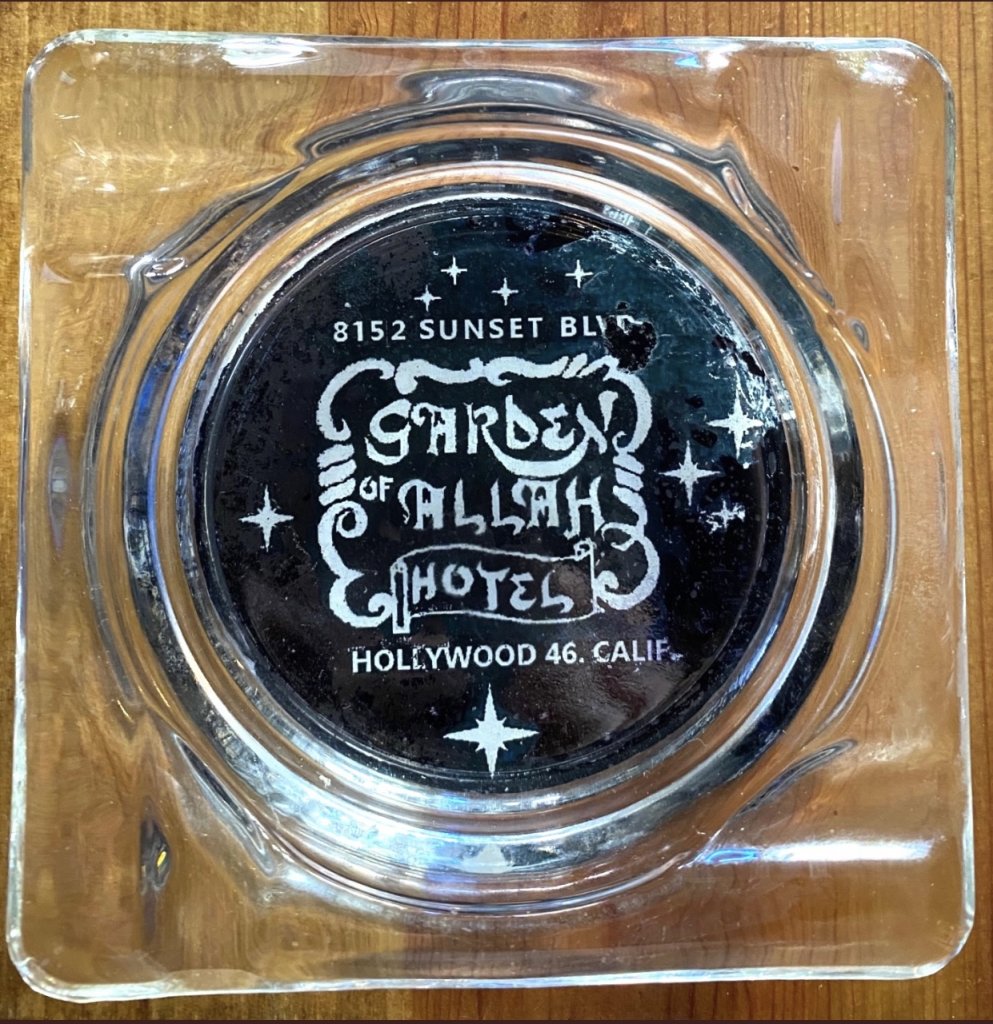 8152 SUNSET BLVD
GARDEN
OF ALLAH
HOTEL
HOLLYWOOD 46. CALIF.